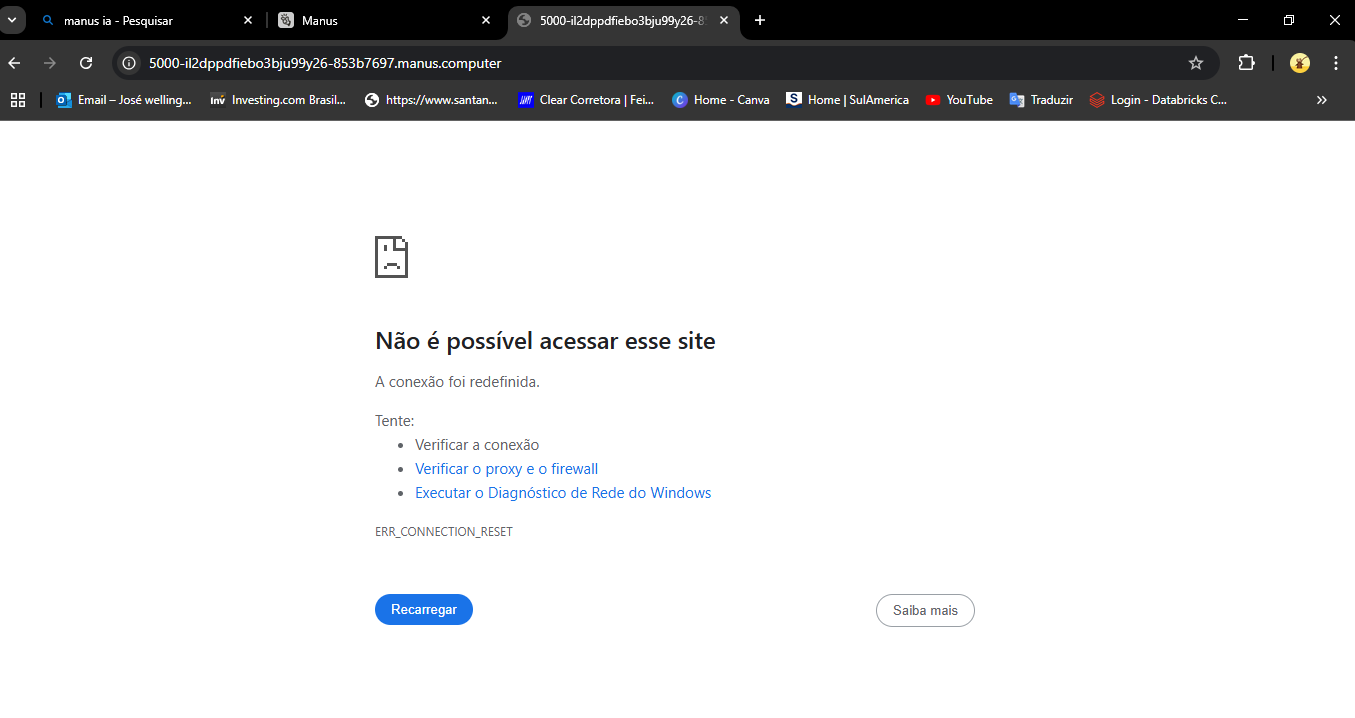 manus ia - Pesquisar
Manus
5000-il2dppdfiebo3bju99y26-85
5000-il2dppdfiebo3bju99y26-853b7697.manus.computer
Email – José welling...
Investing.com Brasil...
https://www.santan...
Clear Corretora | Fei...
Home - Canva
Home | SulAmerica
YouTube
Traduzir
Login - Databricks C...
Não é possível acessar esse site
A conexão foi redefinida.
Tente:
Verificar a conexão
Verificar o proxy e o firewall
Executar o Diagnóstico de Rede do Windows
ERR_CONNECTION_RESET
Recarregar
Saiba mais